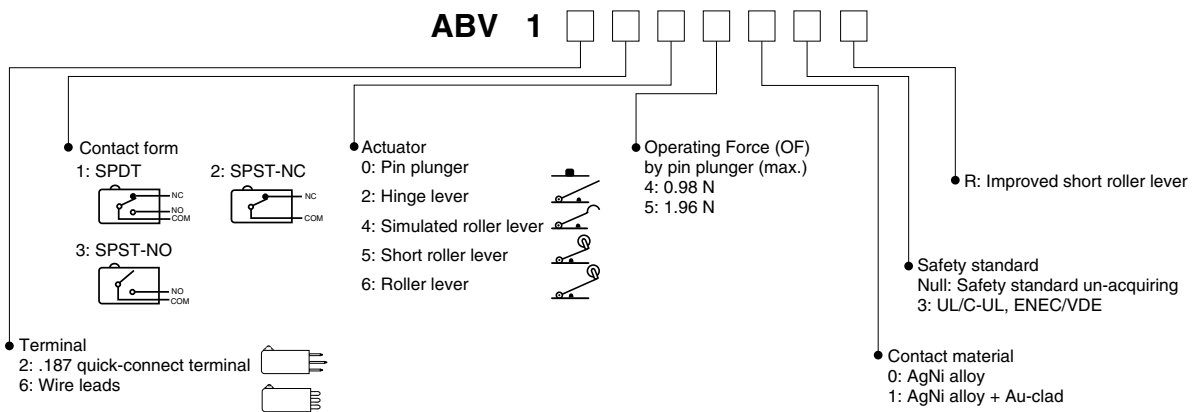 ABV 1
Contact form
1: SPDT
NC
NO
COM
2: SPST-NC
NC
COM
3: SPST-NO
NO
COM
Actuator
0: Pin plunger
2: Hinge lever
4: Simulated roller lever
5: Short roller lever
6: Roller lever
Operating Force (OF)
by pin plunger (max.)
4: 0.98 N
5: 1.96 N
R: Improved short roller lever
Safety standard
Null: Safety standard un-acquiring
3: UL/C-UL, ENEC/VDE
Terminal
2: .187 quick-connect terminal
6: Wire leads
Contact material
0: AgNi alloy
1: AgNi alloy + Au-clad